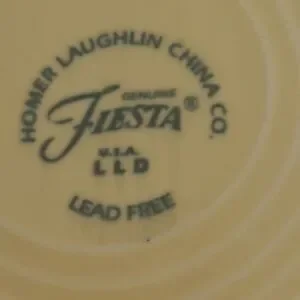 HOMER LAUGHLIN CHINA CO.
GENUINE
FIESTA®
U.S.A.
LLD
LEAD FREE